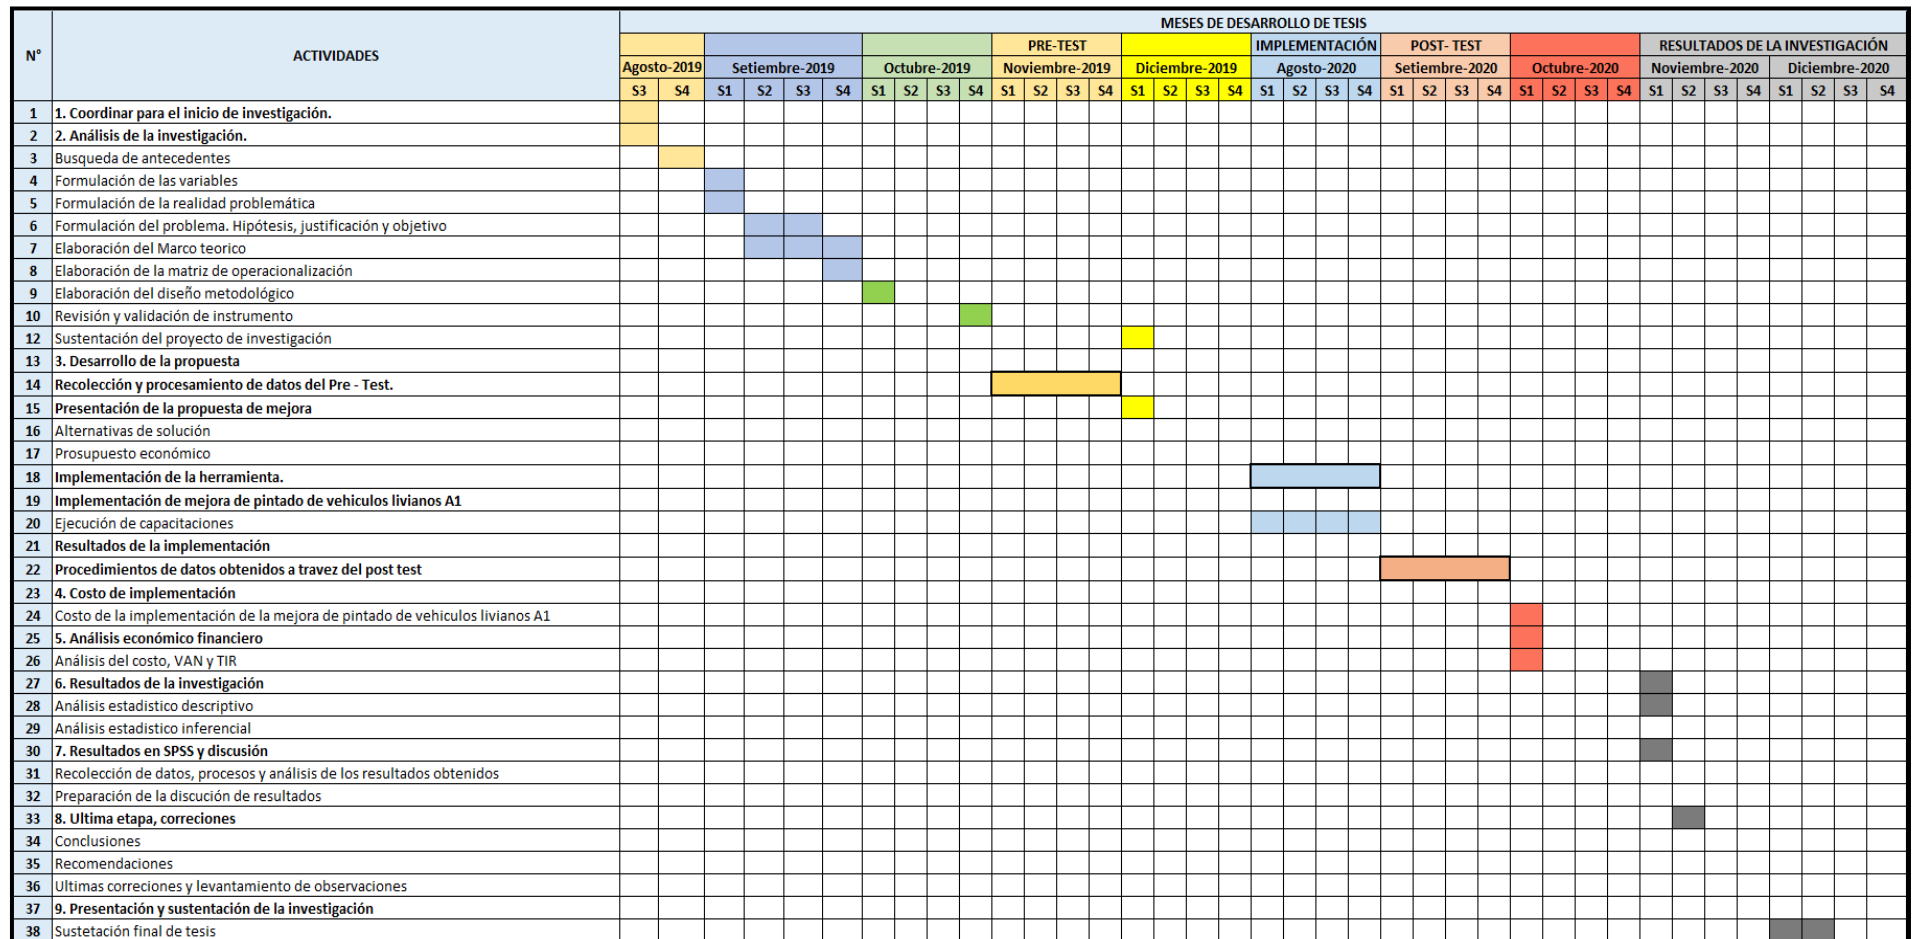 MESES DE DESARROLLO DE TESIS
N° ACTIVIDADES PRE-TEST IMPLEMENTACIÓN POST- TEST RESULTADOS DE LA INVESTIGACIÓN
Agosto-2019 Setiembre-2019 Octubre-2019 Noviembre-2019 Diciembre-2019 Agosto-2020 Setiembre-2020 Octubre-2020 Noviembre-2020 Diciembre-2020
S3 S4 S1 S2 S3 S4 S1 S2 S3 S4 S1 S2 S3 S4 S1 S2 S3 S4 S1 S2 S3 S4 S1 S2 S3 S4 S1 S2 S3 S4 S1 S2 S3 S4 S1 S2 S3 S4
1 1. Coordinar para el inicio de investigación.
2 2. Análisis de la investigación.
3 Busqueda de antecedentes
4 Formulación de las variables
5 Formulación de la realidad problemática
6 Formulación del problema. Hipótesis, justificación y objetivo
7 Elaboración del Marco teorico
8 Elaboración de la matriz de operacionalización
9 Elaboración del diseño metodológico
10 Revisión y validación de instrumento
12 Sustentación del proyecto de investigación
13 3. Desarrollo de la propuesta
14 Recolección y procesamiento de datos del Pre - Test.
15 Presentación de la propuesta de mejora
16 Alternativas de solución
17 Prosupuesto económico
18 Implementación de la herramienta.
19 Implementación de mejora de pintado de vehiculos livianos A1
20 Ejecución de capacitaciones
21 Resultados de la implementación
22 Procedimientos de datos obtenidos a travez del post test
23 4. Costo de implementación
24 Costo de la implementación de la mejora de pintado de vehiculos livianos A1
25 5. Análisis económico financiero
26 Análisis del costo, VAN y TIR
27 6. Resultados de la investigación
28 Análisis estadistico descriptivo
29 Análisis estadistico inferencial
30 7. Resultados en SPSS y discusión
31 Recolección de datos, procesos y análisis de los resultados obtenidos
32 Preparación de la discución de resultados
33 8. Ultima etapa, correciones
34 Conclusiones
35 Recomendaciones
36 Ultimas correciones y levantamiento de observaciones
37 9. Presentación y sustentación de la investigación
38 Sustetación final de tesis